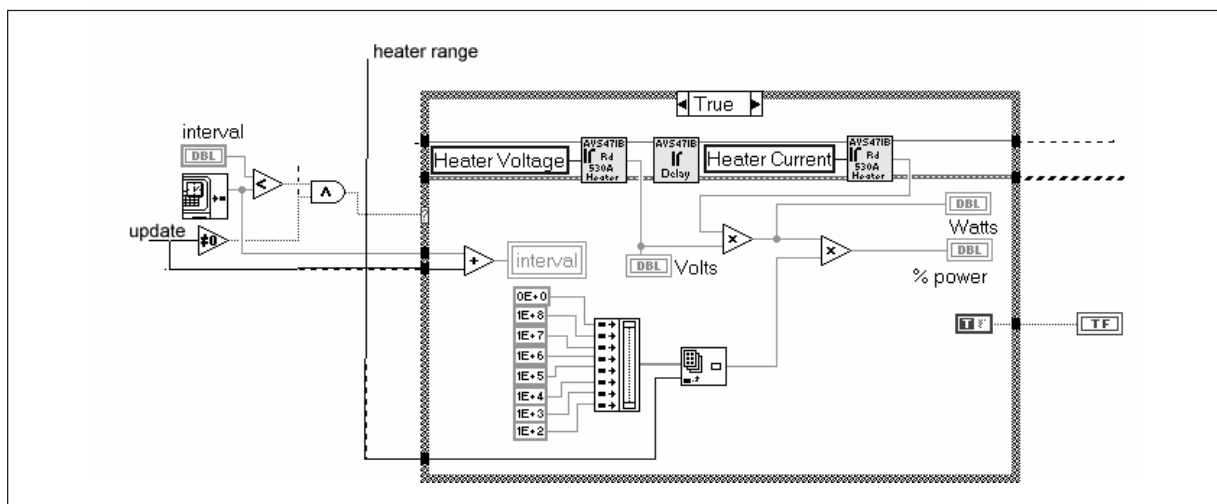 heater range
True
interval
DBL
AVS47IB
Rd
530A
Heater
AVS47IB
Delay
AVS47IB
Rd
530A
Heater
Heater Voltage
Heater Current
<
∧
update
≠0
?
+
interval
×
×
DBL
Watts
DBL
% power
DBL
Volts
0E+0
1E+8
1E+7
1E+6
1E+5
1E+4
1E+3
1E+2
T
TF